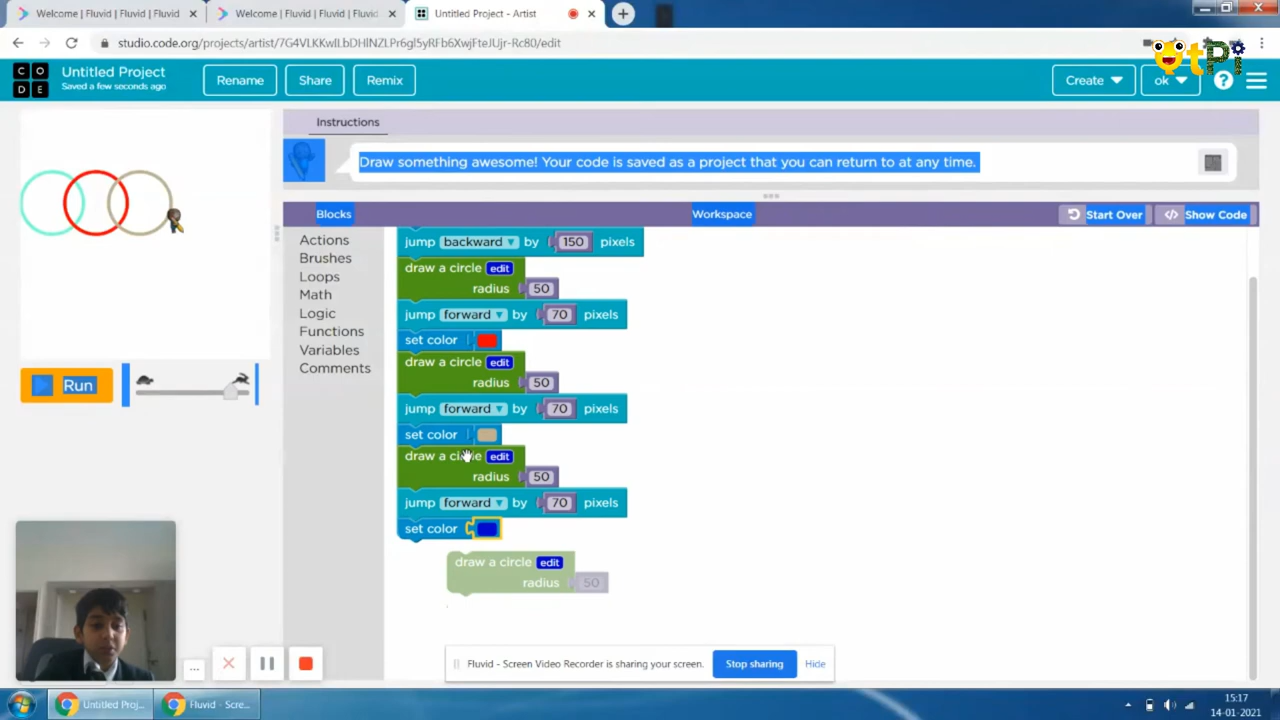 Welcome | Fluvid | Fluvid | Fluvid
Welcome | Fluvid | Fluvid | Fluvid
Untitled Project - Artist
studio.code.org/projects/artist/7G4VLKKwILbDHlNZLPr6gl5yRFb6XwjFteJUjr-Rc80/edit
tPi
C O
D E
Untitled Project
Saved a few seconds ago
Rename
Share
Remix
Create
ok
?
Instructions
Draw something awesome! Your code is saved as a project that you can return to at any time.
Blocks
Workspace
Start Over
</> Show Code
Actions
Brushes
Loops
Math
Logic
Functions
Variables
Comments
jump backward by 150 pixels
draw a circle edit
radius 50
jump forward by 70 pixels
set color
draw a circle edit
radius 50
jump forward by 70 pixels
set color
draw a circle edit
radius 50
jump forward by 70 pixels
set color
draw a circle edit
radius 50
Run
...
Fluvid - Screen Video Recorder is sharing your screen.
Stop sharing
Hide
Untitled Proj...
Fluvid - Scre...
15:17
14-01-2021